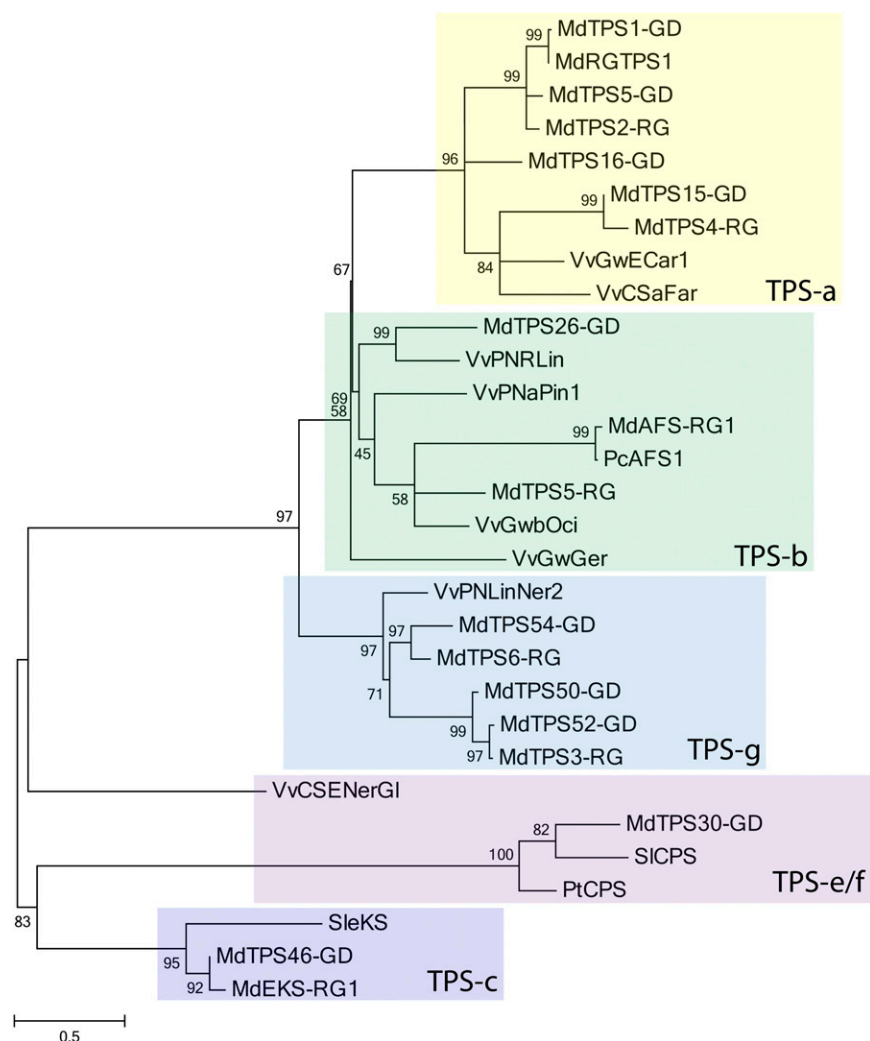 99 MdTPS1-GD
MdRGTPS1
99
MdTPS5-GD
MdTPS2-RG
96 MdTPS16-GD
99 MdTPS15-GD
MdTPS4-RG
84 VvGwECar1
VvCSaFar
TPS-a
67
99 MdTPS26-GD
VvPNRLin
69
58
VvPNaPin1
45
99 MdAFS-RG1
PcAFS1
58 MdTPS5-RG
VvGwbOci
VvGwGer
TPS-b
97
VvPNLinNer2
97
97 MdTPS54-GD
MdTPS6-RG
71
MdTPS50-GD
99
MdTPS52-GD
97 MdTPS3-RG
TPS-g
VvCSENerGl
82 MdTPS30-GD
100
SlCPS
PtCPS
TPS-e/f
83
SleKS
95
MdTPS46-GD
92 MdEKS-RG1
TPS-c
0.5